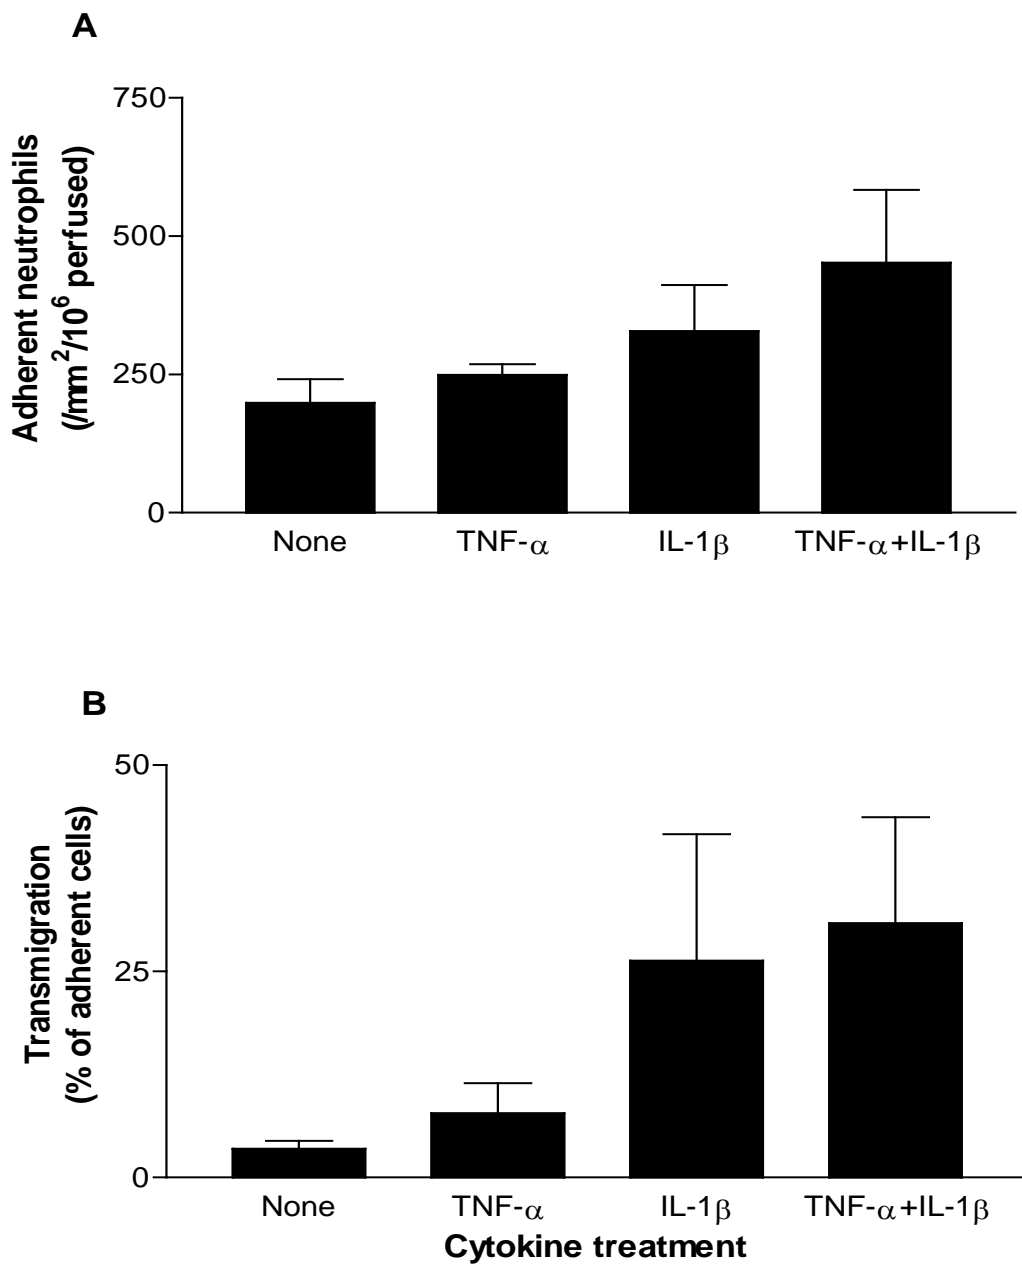 A
Adherent neutrophils
(/mm²/10⁶ perfused)
750
500
250
0
None TNF-α IL-1β TNF-α+IL-1β
B
Transmigration
(% of adherent cells)
50
25
0
None TNF-α IL-1β TNF-α+IL-1β
Cytokine treatment